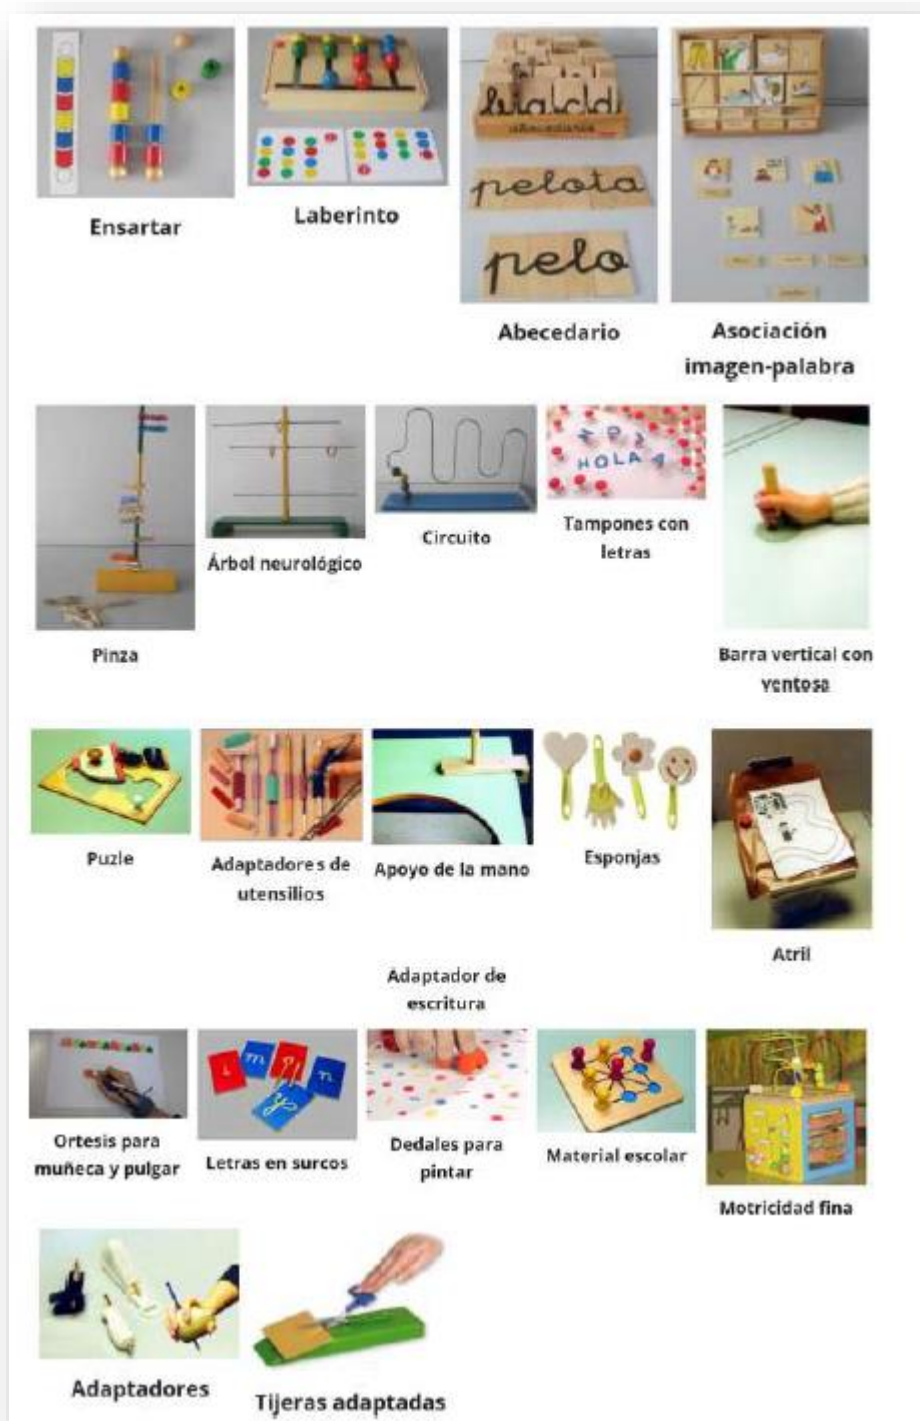 Ensartar
Laberinto
abecedario
pelota
pelo
Abecedario
Asociación
imagen-palabra
Pinza
Árbol neurológico
Circuito
HOLA
Tampones con
letras
Barra vertical con
ventosa
Puzle
Adaptadores de
utensilios
Apoyo de la mano
Esponjas
Atril
Adaptador de
escritura
Ortesis para
muñeca y pulgar
Letras en surcos
Dedales para
pintar
Material escolar
Motricidad fina
Adaptadores
Tijeras adaptadas